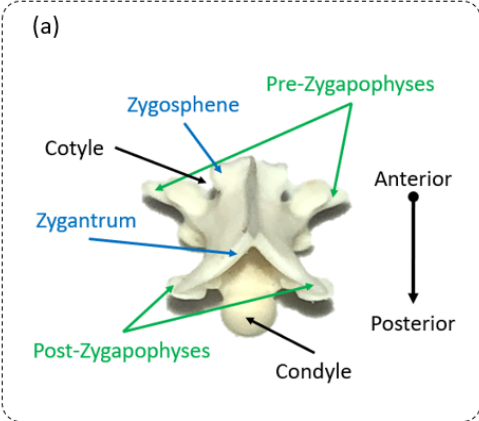 (a)
Pre-Zygapophyses
Zygosphene
Cotyle
Anterior
Zygantrum
Posterior
Post-Zygapophyses
Condyle